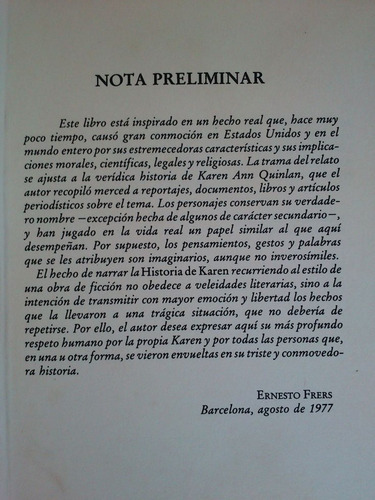 NOTA PRELIMINAR
Este libro está inspirado en un hecho real que, hace muy
poco tiempo, causó gran conmoción en Estados Unidos y en el
mundo entero por sus estremecedoras características y sus implica-
ciones morales, científicas, legales y religiosas. La trama del relato
se ajusta a la verídica historia de Karen Ann Quinlan, que el
autor recopiló merced a reportajes, documentos, libros y artículos
periodísticos sobre el tema. Los personajes conservan su verdade-
ro nombre —excepción hecha de algunos de carácter secundario—,
y han jugado en la vida real un papel similar al que aquí
desempeñan. Por supuesto, los pensamientos, gestos y palabras
que se les atribuyen son imaginarios, aunque no inverosímiles.
El hecho de narrar la Historia de Karen recurriendo al estilo de
una obra de ficción no obedece a veleidades literarias, sino a la
intención de transmitir con mayor emoción y libertad los hechos
que la llevaron a una trágica situación, que no debería de
repetirse. Por ello, el autor desea expresar aquí su más profundo
respeto humano por la propia Karen y por todas las personas que,
en una u otra forma, se vieron envueltas en su triste y conmovedo-
ra historia.
ERNESTO FRERS
Barcelona, agosto de 1977